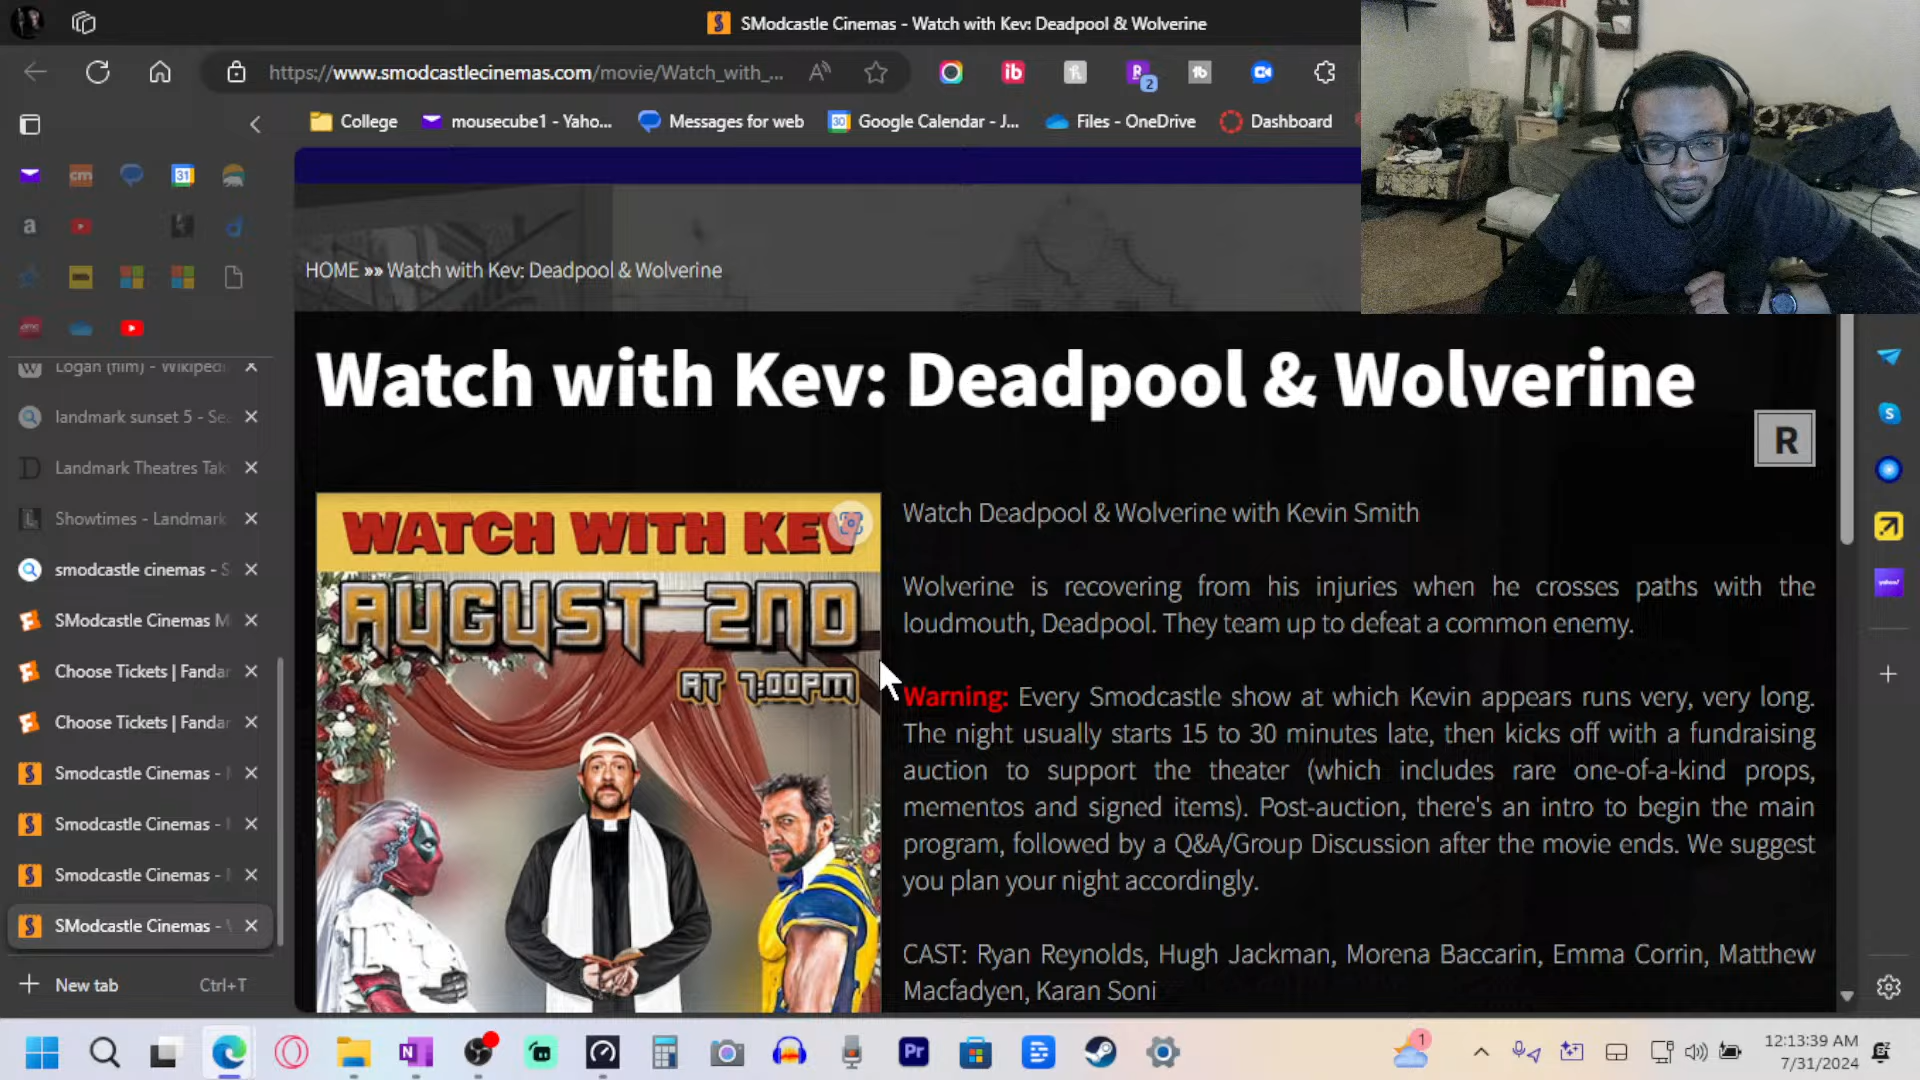 SModcastle Cinemas - Watch with Kev: Deadpool & Wolverine
https://www.smodcastlecinemas.com/movie/Watch_with_...
College
mousecube1 - Yaho...
Messages for web
Google Calendar - J...
Files - OneDrive
Dashboard
HOME »» Watch with Kev: Deadpool & Wolverine
Logan (film) - Wikipedi
landmark sunset 5 - Se
Landmark Theatres Tak
Showtimes - Landmark
smodcastle cinemas - S
SModcastle Cinemas M
Choose Tickets | Fandar
Choose Tickets | Fandar
SModcastle Cinemas -
SModcastle Cinemas -
SModcastle Cinemas -
SModcastle Cinemas -
New tab Ctrl+T
Watch with Kev: Deadpool & Wolverine
R
WATCH WITH KEV
AUGUST 2ND
AT 7:00PM
Watch Deadpool & Wolverine with Kevin Smith
Wolverine is recovering from his injuries when he crosses paths with the
loudmouth, Deadpool. They team up to defeat a common enemy.
Warning: Every Smodcastle show at which Kevin appears runs very, very long.
The night usually starts 15 to 30 minutes late, then kicks off with a fundraising
auction to support the theater (which includes rare one-of-a-kind props,
mementos and signed items). Post-auction, there's an intro to begin the main
program, followed by a Q&A/Group Discussion after the movie ends. We suggest
you plan your night accordingly.
CAST: Ryan Reynolds, Hugh Jackman, Morena Baccarin, Emma Corrin, Matthew
Macfadyen, Karan Soni
12:13:39 AM
7/31/2024